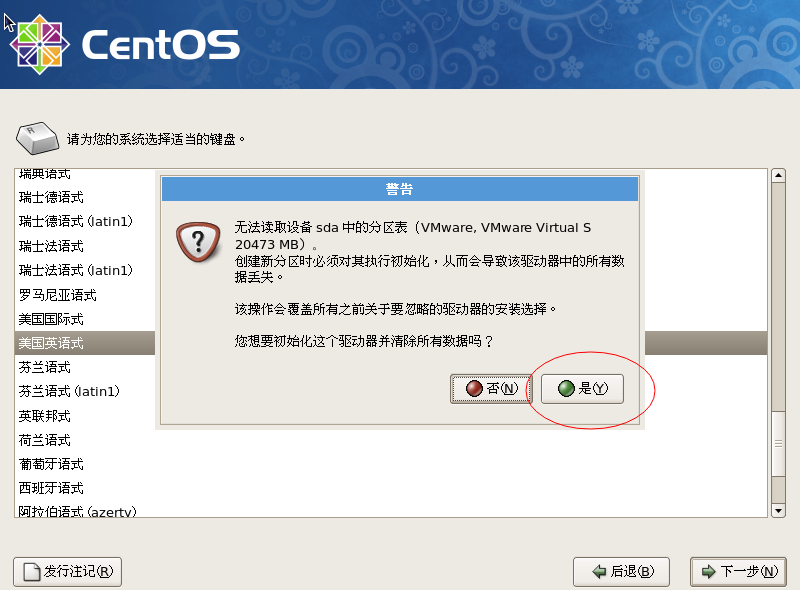 CentOS
请为您的系统选择适当的键盘。
瑞典语式
瑞士德语式
瑞士德语式 (latin1)
瑞士法语式
瑞士法语式 (latin1)
罗马尼亚语式
美国国际式
美国英语式
芬兰语式
芬兰语式 (latin1)
英联邦式
荷兰语式
葡萄牙语式
西班牙语式
阿拉伯语式 (azerty)
警告
无法读取设备 sda 中的分区表（VMware, VMware Virtual S
20473 MB）。
创建新分区时必须对其执行初始化，从而会导致该驱动器中的所有数
据丢失。
该操作会覆盖所有之前关于要忽略的驱动器的安装选择。
您想要初始化这个驱动器并清除所有数据吗？
否(N)
是(Y)
发行注记(R)
后退(B)
下一步(N)